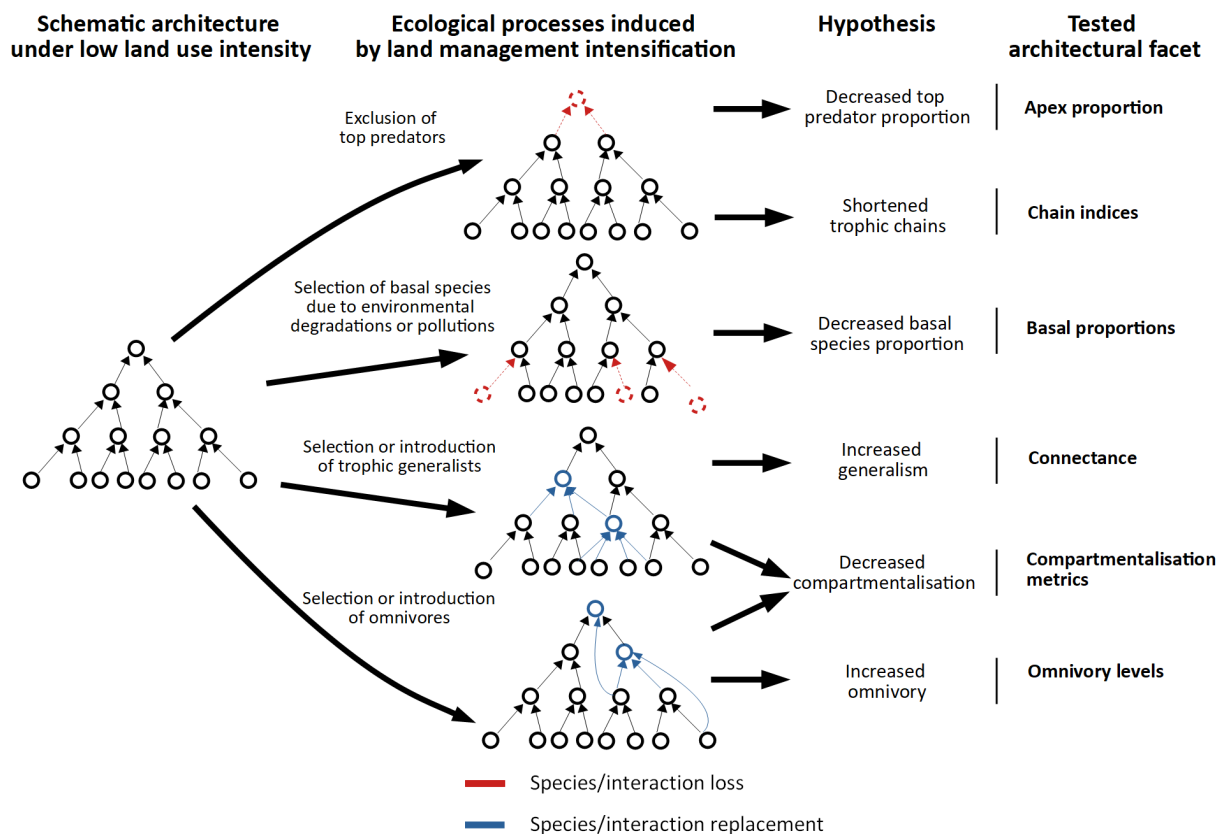 Schematic architecture
under low land use intensity
Ecological processes induced
by land management intensification
Hypothesis
Tested
architectural facet
Exclusion of
top predators
Decreased top
predator proportion
Apex proportion
Shortened
trophic chains
Chain indices
Selection of basal species
due to environmental
degradations or pollutions
Decreased basal
species proportion
Basal proportions
Selection or introduction
of trophic generalists
Increased
generalism
Connectance
Decreased
compartmentalisation
Compartmentalisation
metrics
Selection or introduction
of omnivores
Increased
omnivory
Omnivory levels
Species/interaction loss
Species/interaction replacement